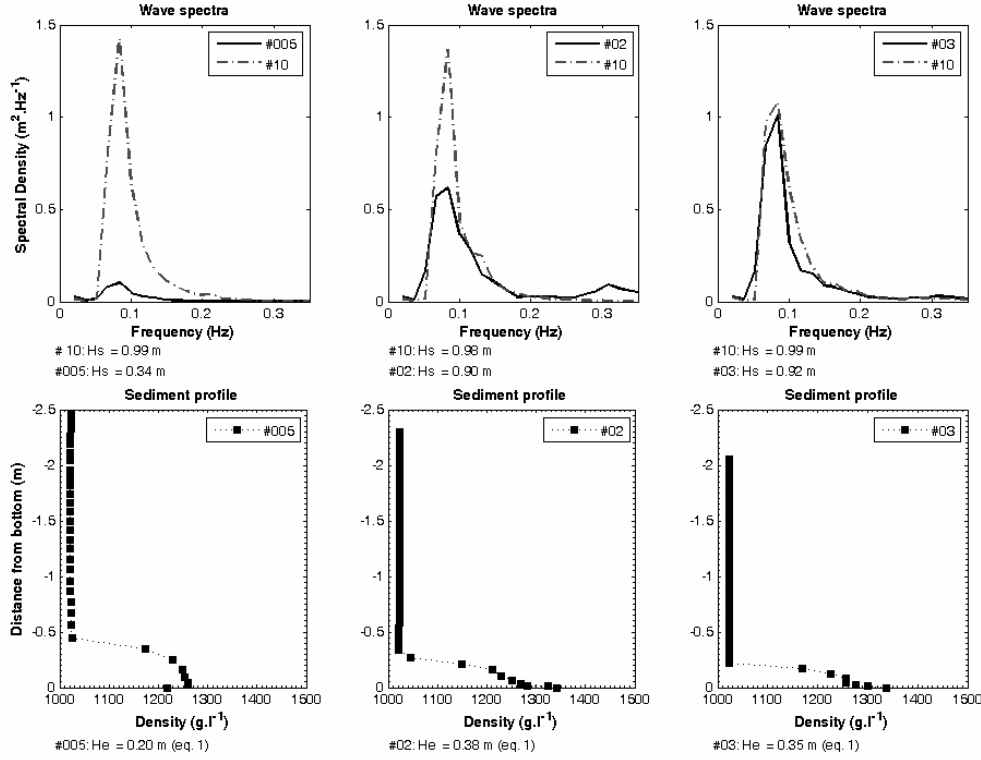 Wave spectra
1.5
1
0.5
0
Spectral Density (m².Hz⁻¹)
#005
#10
0 0.1 0.2 0.3
Frequency (Hz)
# 10: Hs = 0.99 m
#005: Hs = 0.34 m
Wave spectra
1.5
1
0.5
0
#02
#10
0 0.1 0.2 0.3
Frequency (Hz)
#10: Hs = 0.98 m
#02: Hs = 0.90 m
Wave spectra
1.5
1
0.5
0
#03
#10
0 0.1 0.2 0.3
Frequency (Hz)
#10: Hs = 0.99 m
#03: Hs = 0.92 m
Sediment profile
-2.5
-2
-1.5
-1
-0.5
0
Distance from bottom (m)
#005
1000 1100 1200 1300 1400 1500
Density (g.l⁻¹)
#005: He = 0.20 m (eq. 1)
Sediment profile
-2.5
-2
-1.5
-1
-0.5
0
#02
1000 1100 1200 1300 1400 1500
Density (g.l⁻¹)
#02: He = 0.38 m (eq. 1)
Sediment profile
-2.5
-2
-1.5
-1
-0.5
0
#03
1000 1100 1200 1300 1400 1500
Density (g.l⁻¹)
#03: He = 0.35 m (eq. 1)